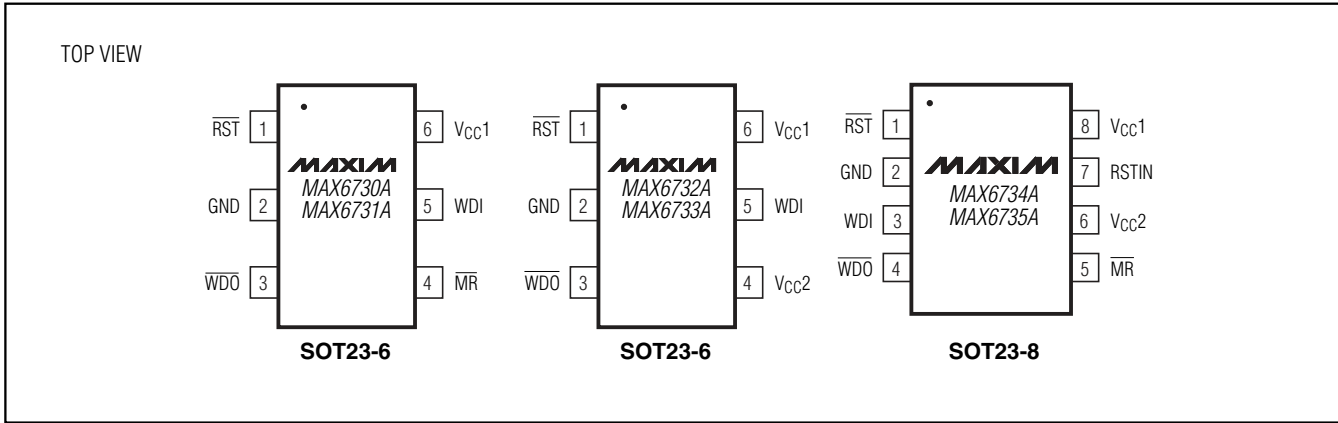 TOP VIEW
RST 1
GND 2
WDO 3
MAXIM
MAX6730A
MAX6731A
6 VCC1
5 WDI
4 MR
SOT23-6
RST 1
GND 2
WDO 3
MAXIM
MAX6732A
MAX6733A
6 VCC1
5 WDI
4 VCC2
SOT23-6
RST 1
GND 2
WDI 3
WDO 4
MAXIM
MAX6734A
MAX6735A
8 VCC1
7 RSTIN
6 VCC2
5 MR
SOT23-8